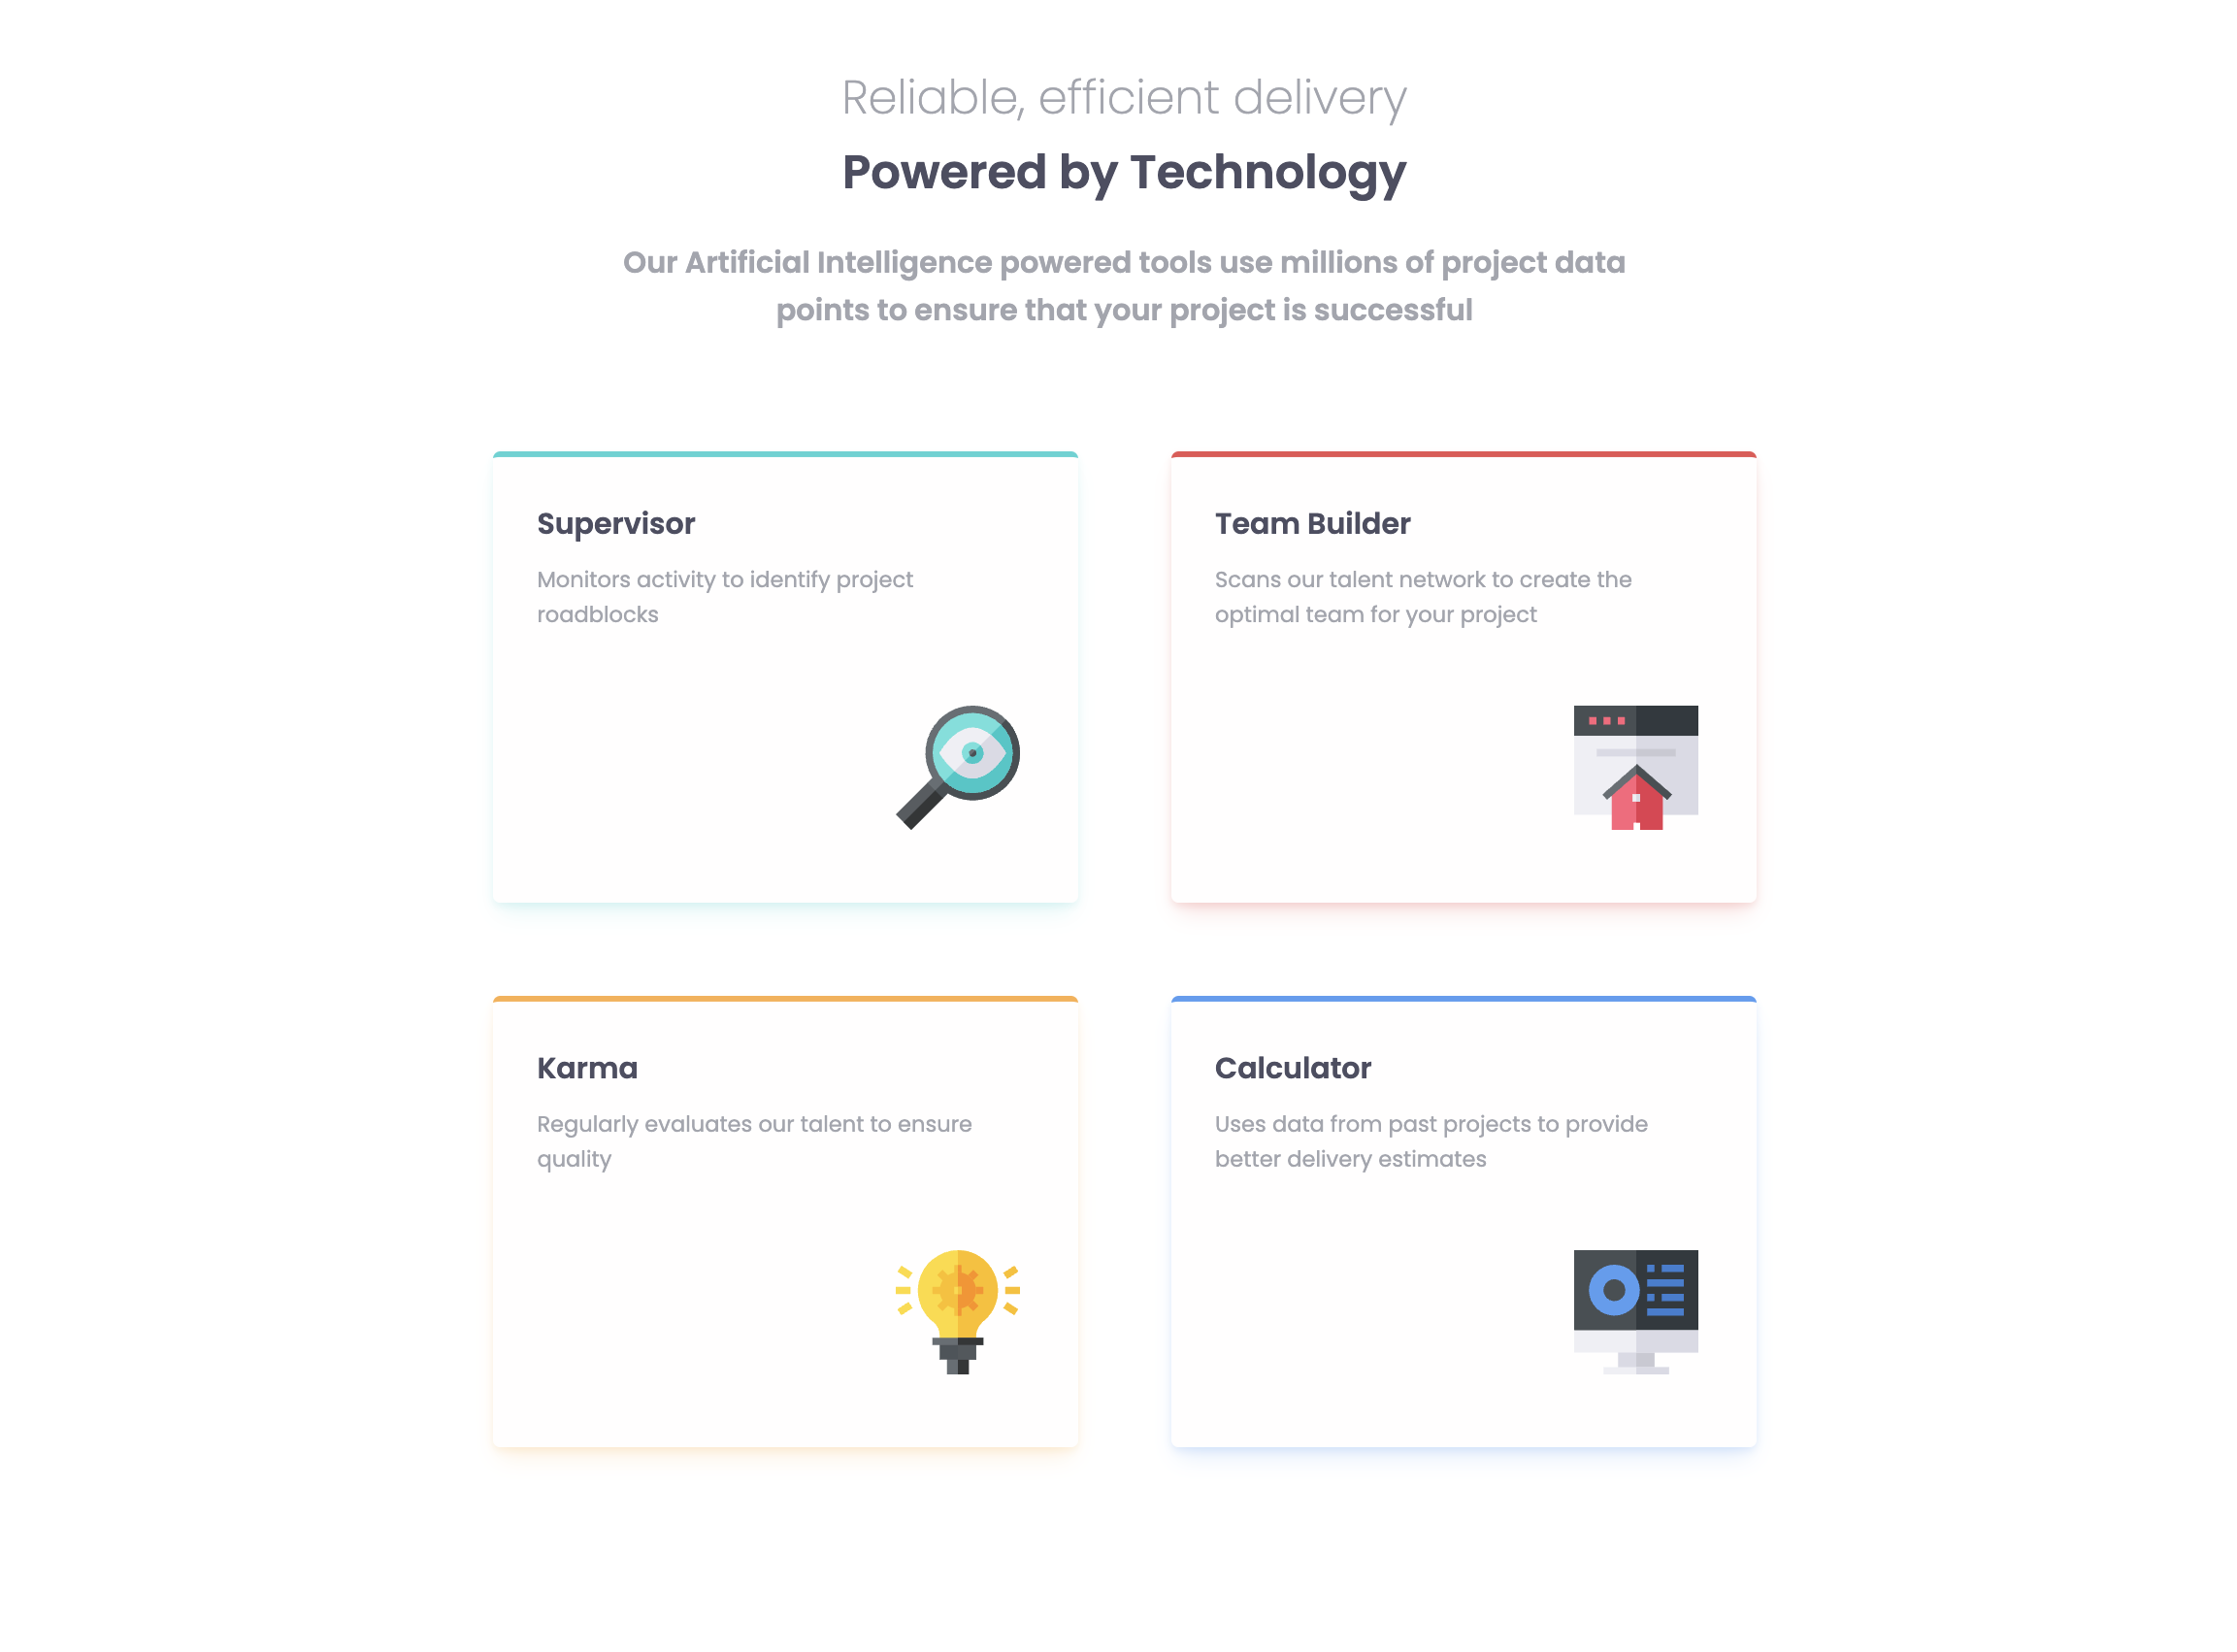 Reliable, efficient delivery
Powered by Technology
Our Artificial Intelligence powered tools use millions of project data
points to ensure that your project is successful
Supervisor
Monitors activity to identify project
roadblocks
Team Builder
Scans our talent network to create the
optimal team for your project
Karma
Regularly evaluates our talent to ensure
quality
Calculator
Uses data from past projects to provide
better delivery estimates